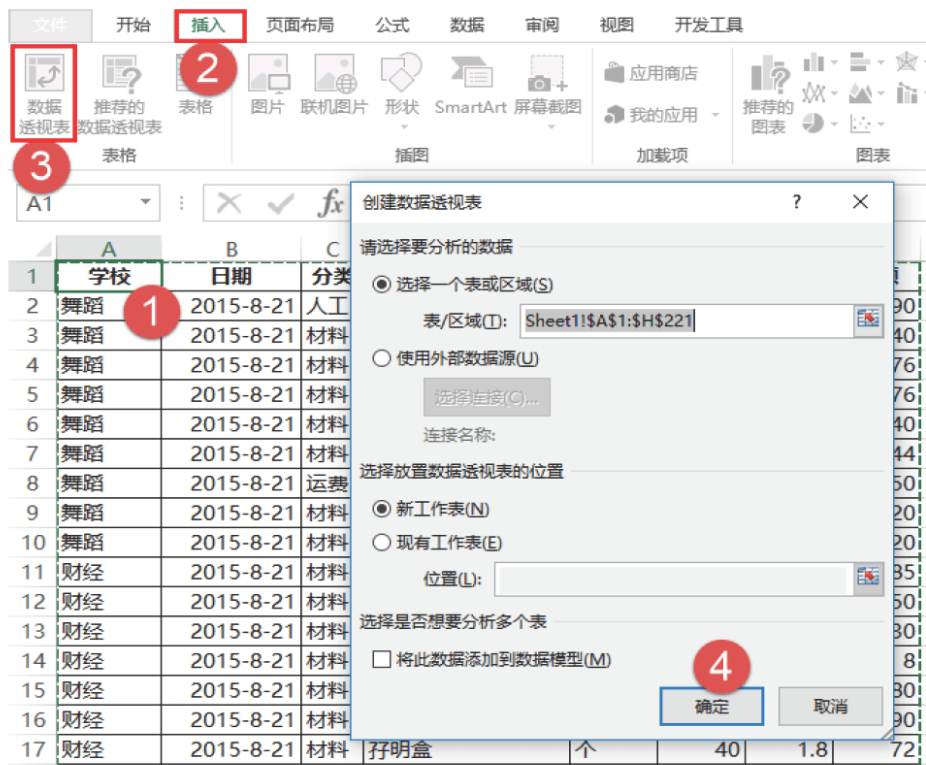 文件 开始 插入 页面布局 公式 数据 审阅 视图 开发工具
2
数据 推荐的 表格 图片 联机图片 形状 SmartArt 屏幕截图 应用商店 推荐的
透视表 数据透视表 我的应用 图表
3 表格 插图 加载项 图表
A1 fx
创建数据透视表 ? ×
请选择要分析的数据
选择一个表或区域(S)
表/区域(T): Sheet1!$A$1:$H$221
使用外部数据源(U)
选择连接(C)...
连接名称:
选择放置数据透视表的位置
新工作表(N)
现有工作表(E)
位置(L):
选择是否想要分析多个表
将此数据添加到数据模型(M)
4
确定 取消
A B C
1 学校 日期 分类
1
2 舞蹈 2015-8-21 人工 90
3 舞蹈 2015-8-21 材料 40
4 舞蹈 2015-8-21 材料 76
5 舞蹈 2015-8-21 材料 76
6 舞蹈 2015-8-21 材料 40
7 舞蹈 2015-8-21 材料 44
8 舞蹈 2015-8-21 运费 50
9 舞蹈 2015-8-21 材料 20
10 舞蹈 2015-8-21 材料 20
11 财经 2015-8-21 材料 35
12 财经 2015-8-21 材料 50
13 财经 2015-8-21 材料 30
14 财经 2015-8-21 材料 8
15 财经 2015-8-21 材料 80
16 财经 2015-8-21 材料 90
17 财经 2015-8-21 材料 孖明盒 个 40 1.8 72